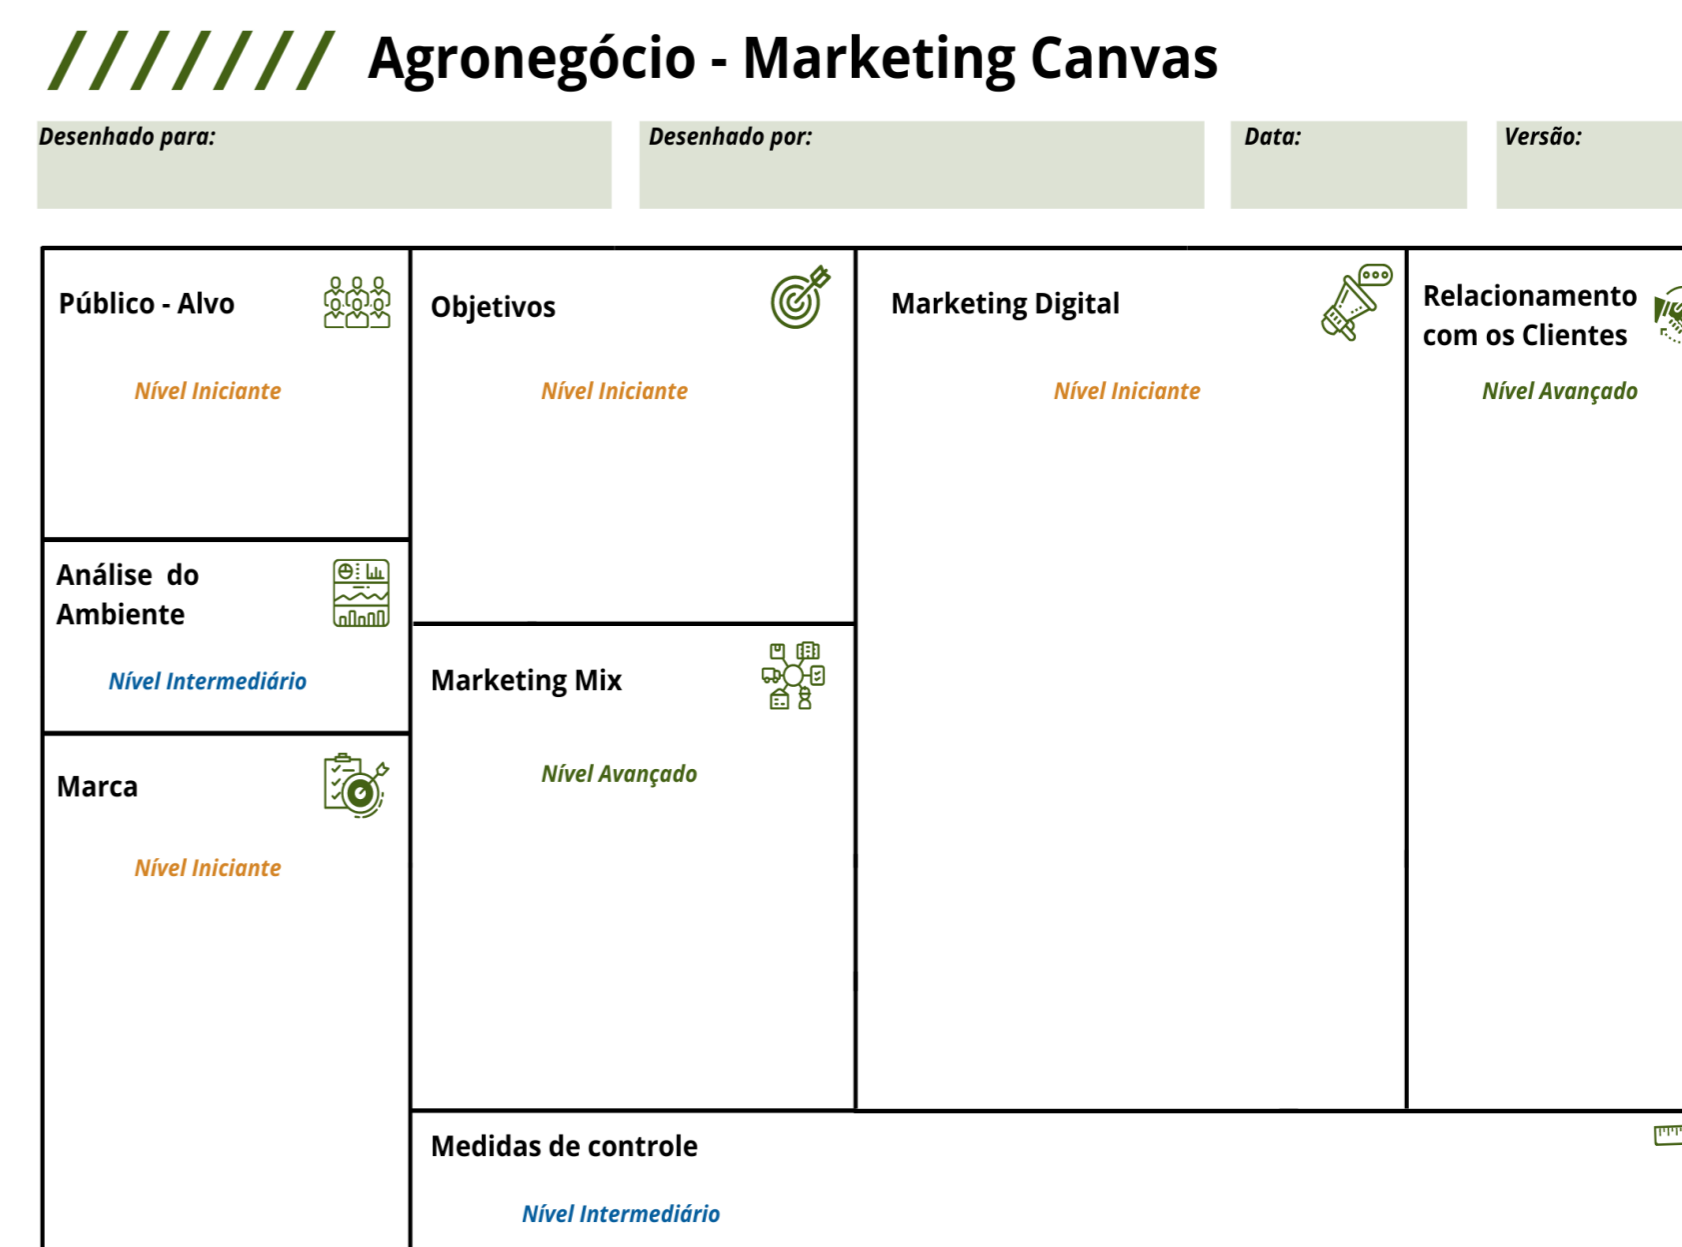 Agronegócio - Marketing Canvas
Desenhado para:
Desenhado por:
Data:
Versão:
Público - Alvo
Nível Iniciante
Análise do
Ambiente
Nível Intermediário
Marca
Nível Iniciante
Objetivos
Nível Iniciante
Marketing Mix
Nível Avançado
Marketing Digital
Nível Iniciante
Relacionamento
com os Clientes
Nível Avançado
Medidas de controle
Nível Intermediário